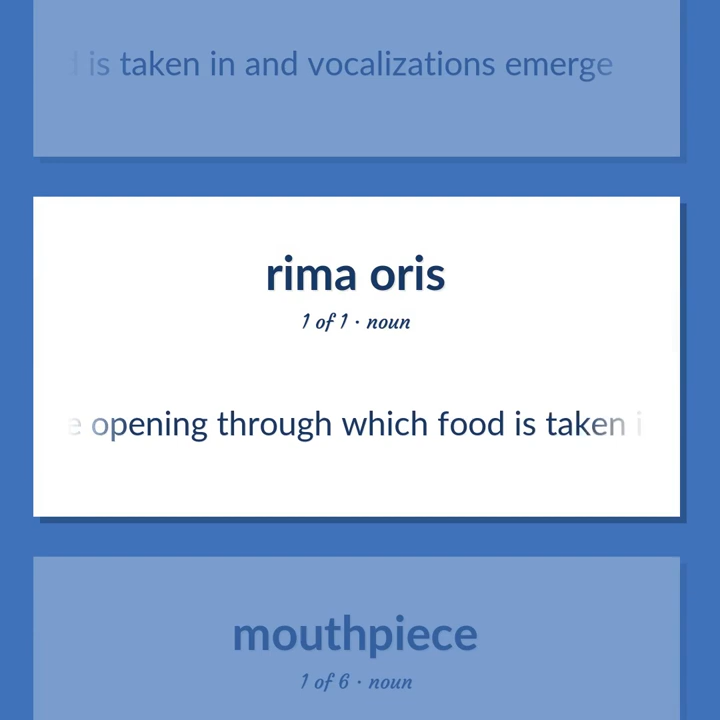 is taken in and vocalizations emerge
rima oris
1 of 1 · noun
opening through which food is taken
mouthpiece
1 of 6 · noun